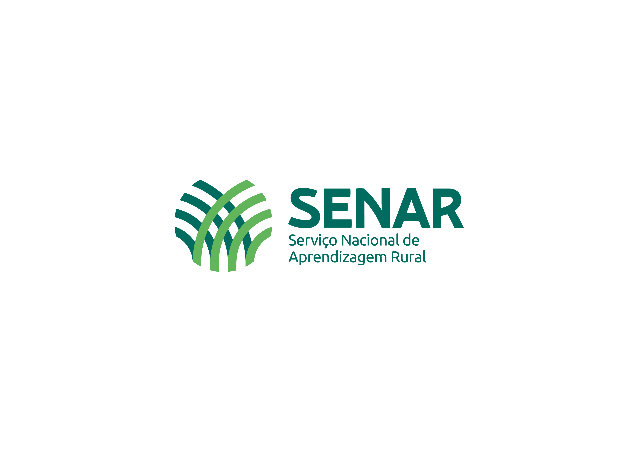 SENAR
Serviço Nacional de
Aprendizagem Rural